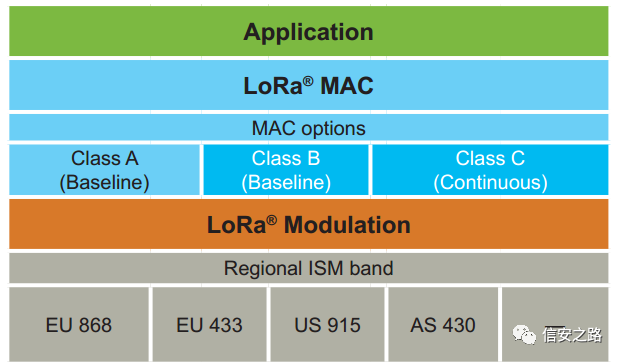 Application
LoRa® MAC
MAC options
Class A
(Baseline)
Class B
(Baseline)
Class C
(Continuous)
LoRa® Modulation
Regional ISM band
EU 868
EU 433
US 915
AS 430
—
信安之路